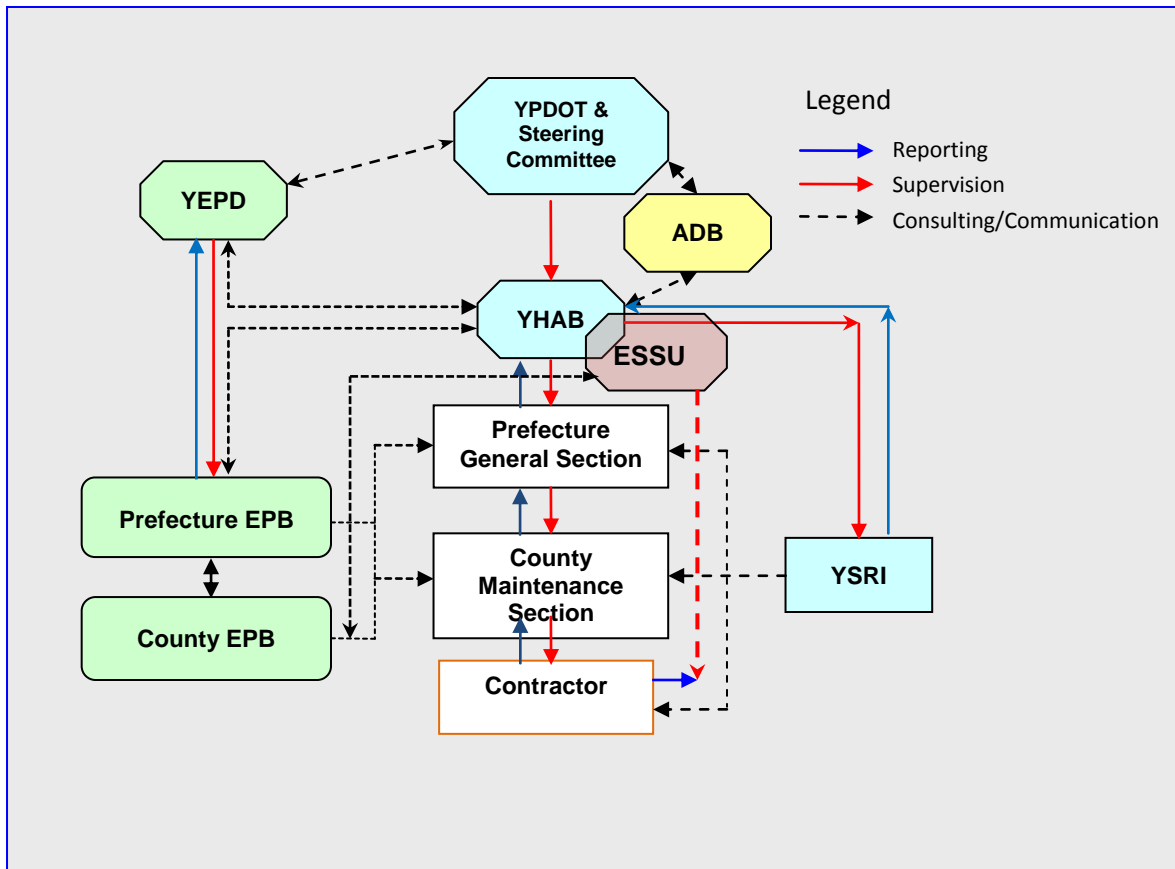 YPDOT &
Steering
Committee
Legend
Reporting
Supervision
Consulting/Communication
YEPD
ADB
YHAB
ESSU
Prefecture
General Section
Prefecture EPB
County
Maintenance
Section
YSRI
County EPB
Contractor